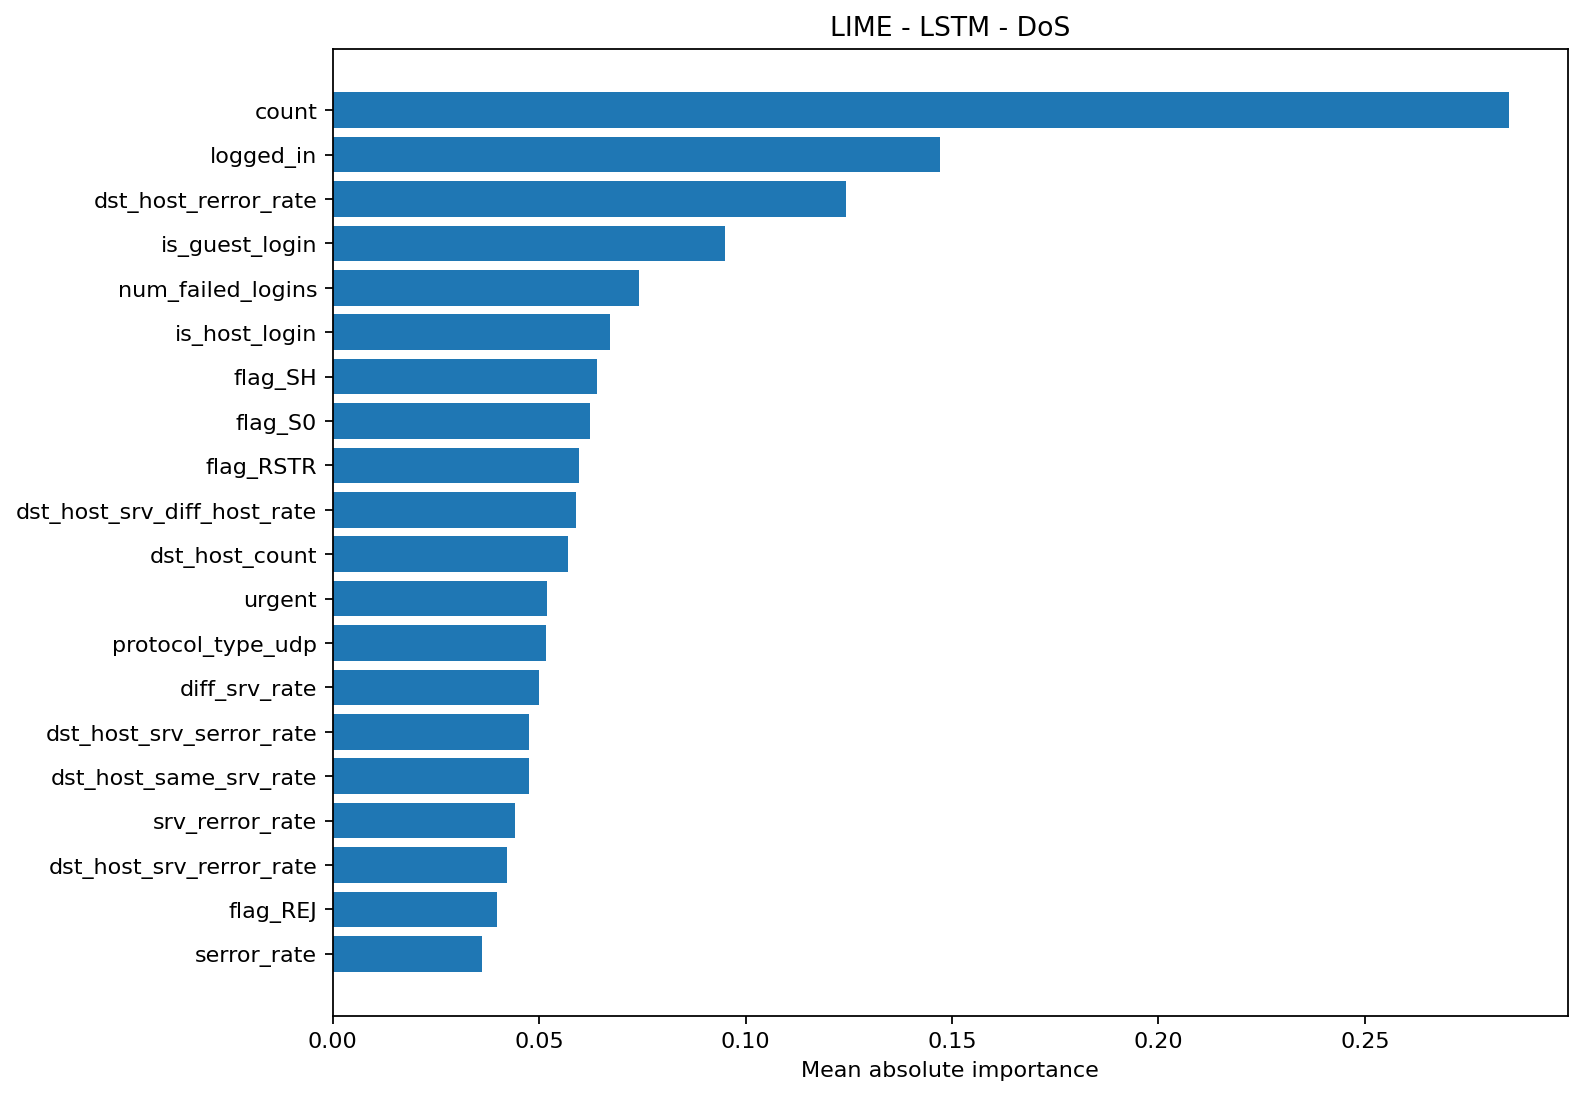 LIME - LSTM - DoS
count
logged_in
dst_host_rerror_rate
is_guest_login
num_failed_logins
is_host_login
flag_SH
flag_S0
flag_RSTR
dst_host_srv_diff_host_rate
dst_host_count
urgent
protocol_type_udp
diff_srv_rate
dst_host_srv_serror_rate
dst_host_same_srv_rate
srv_rerror_rate
dst_host_srv_rerror_rate
flag_REJ
serror_rate
0.00 0.05 0.10 0.15 0.20 0.25
Mean absolute importance